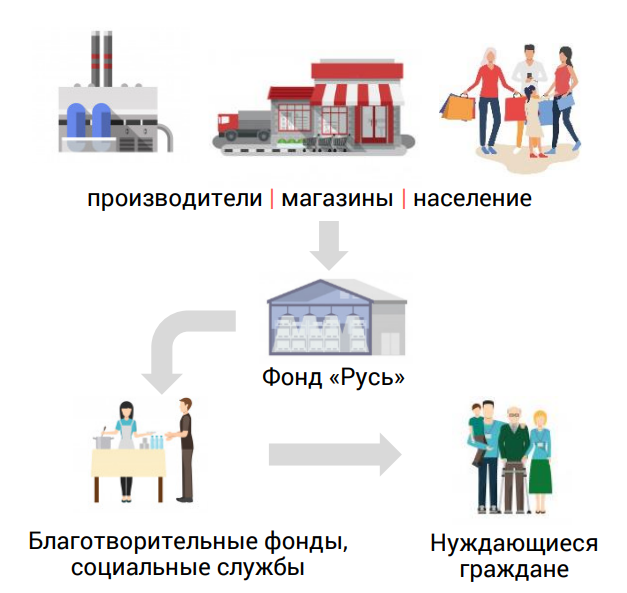 производители | магазины | население
Фонд «Русь»
Благотворительные фонды,
социальные службы
Нуждающиеся
граждане